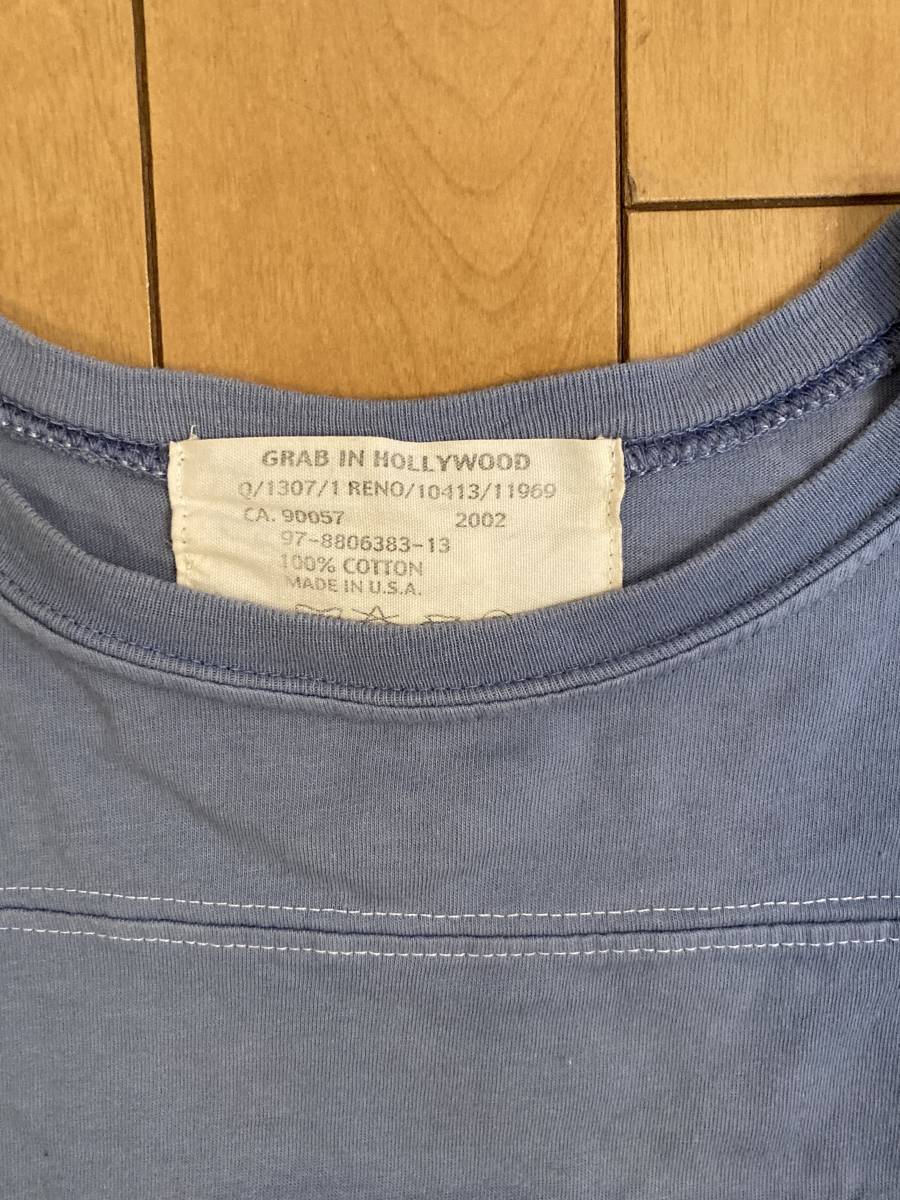 GRAB IN HOLLYWOOD
Q/1307/1 RENO/10413/11969
CA. 90057 2002
97-8806383-13
100% COTTON
MADE IN U.S.A.